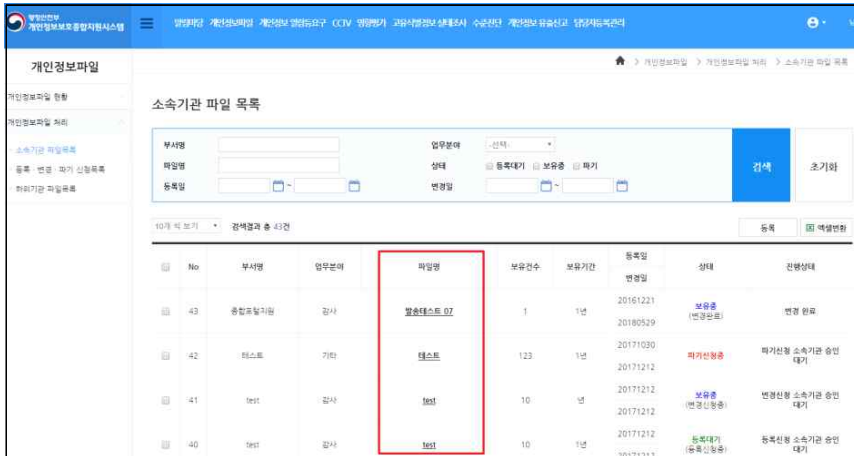 행정안전부
개인정보보호종합지원시스템
알림마당 개인정보파일 개인정보 열람등요구 CCTV 영향평가 고유식별정보 실태조사 수준진단 개인정보 유출신고 담당자등록관리
개인정보파일
> 개인정보파일 > 개인정보파일 처리 > 소속기관 파일 목록
개인정보파일 현황
개인정보파일 처리
소속기관 파일목록
등록 · 변경 · 파기 신청목록
하위기관 파일목록
소속기관 파일 목록
부서명 업무분야 -선택-
파일명 상태 등록대기 보유중 파기
등록일 ~ 변경일 ~
검색 초기화
10개 씩 보기 검색결과 총 43건 등록 엑셀변환
No 부서명 업무분야 파일명 보유건수 보유기간 등록일 변경일 상태 진행상태
43 종합포털지원 감사 발송테스트 07 1 1년 20161221 20180529 보유중 (변경완료) 변경 완료
42 테스트 기타 테스트 123 1년 20171030 20171212 파기신청중 파기신청 소속기관 승인 대기
41 test 감사 test 10 년 20171212 20171212 보유중 (변경신청중) 변경신청 소속기관 승인 대기
40 test 감사 test 10 1년 20171212 20171212 등록대기 (등록신청중) 등록신청 소속기관 승인 대기